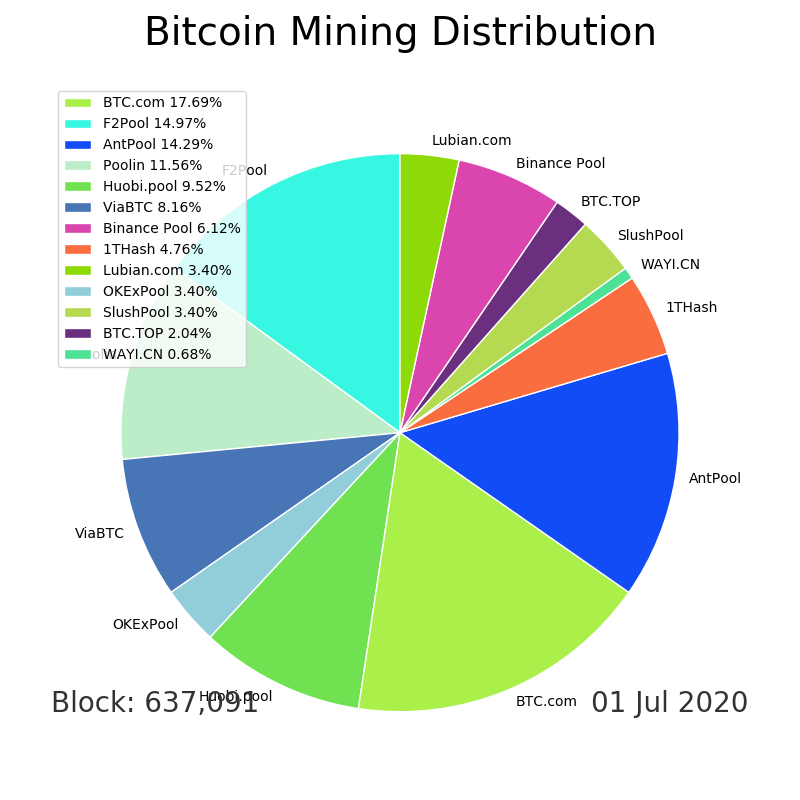 Bitcoin Mining Distribution
BTC.com 17.69%
F2Pool 14.97%
AntPool 14.29%
Poolin 11.56%
Huobi.pool 9.52%
ViaBTC 8.16%
Binance Pool 6.12%
1THash 4.76%
Lubian.com 3.40%
OKExPool 3.40%
SlushPool 3.40%
BTC.TOP 2.04%
WAYI.CN 0.68%
Lubian.com
Binance Pool
BTC.TOP
SlushPool
WAYI.CN
1THash
AntPool
BTC.com
Huobi.pool
OKExPool
ViaBTC
F2Pool
Block: 637,091
01 Jul 2020